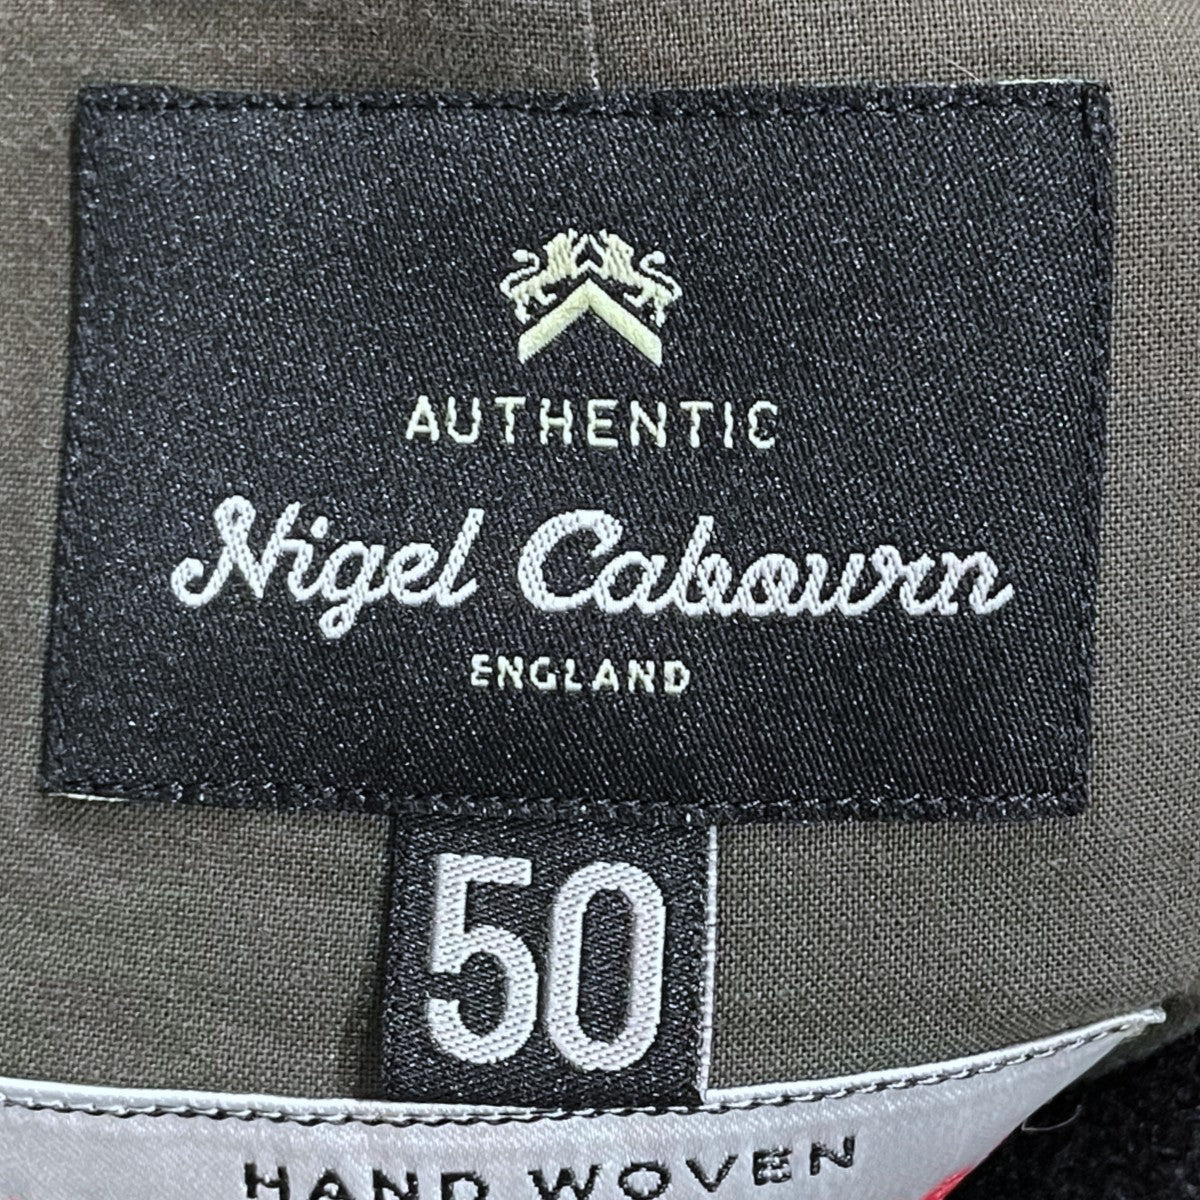 AUTHENTIC
Nigel Cabourn
ENGLAND
50
HAND WOVEN